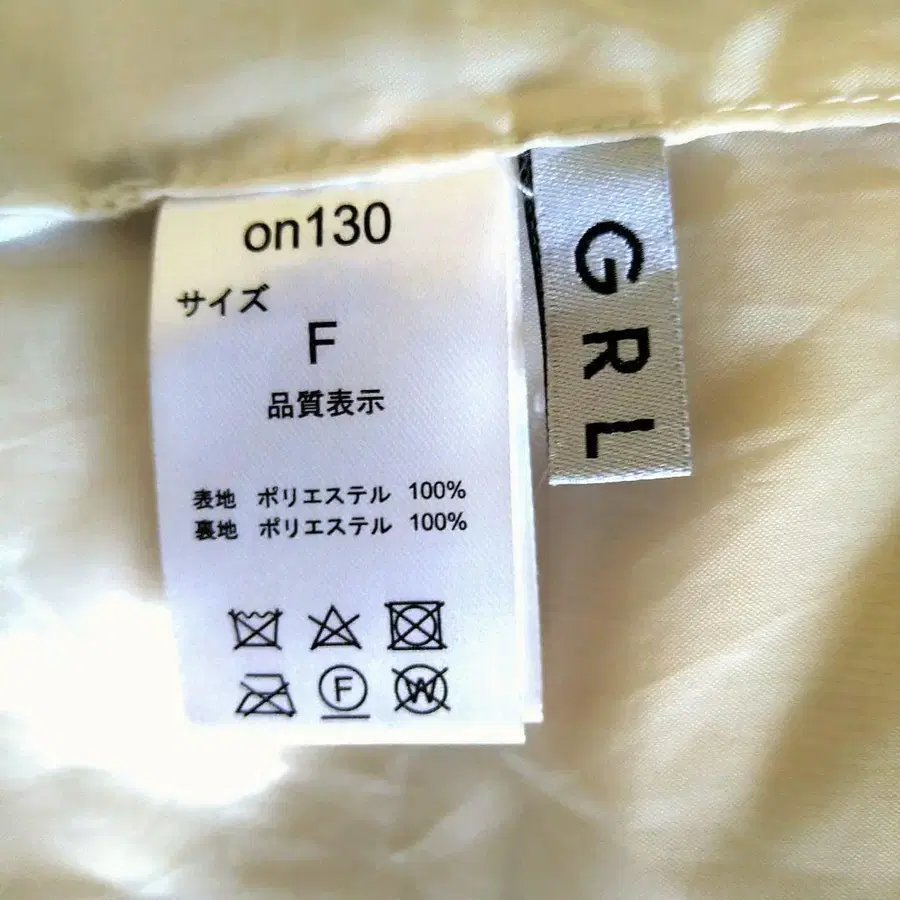 on130
サイズ
F
品質表示
表地 ポリエステル 100%
裏地 ポリエステル 100%
F
W
GRL